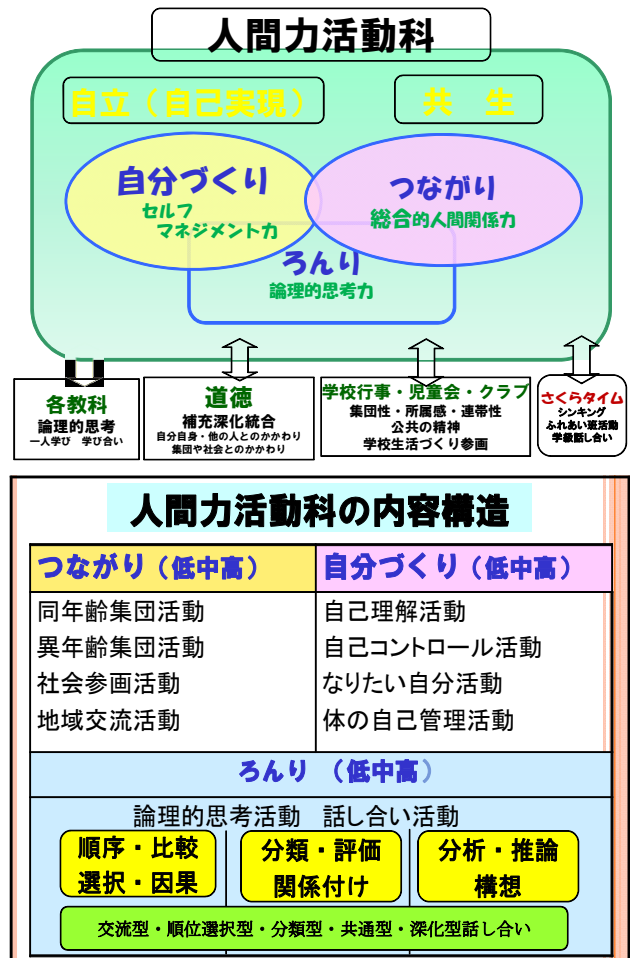 人間力活動科
自立（自己実現）
共　生
自分づくり
セルフ
マネジメント力
つながり
総合的人間関係力
ろんり
論理的思考力
各教科
論理的思考
一人学び　学び合い
道徳
補充深化統合
自分自身・他の人とのかかわり
集団や社会とのかかわり
学校行事・児童会・クラブ
集団性・所属感・連帯性
公共の精神
学校生活づくり参画
さくらタイム
シンキング
ふれあい班活動
学級話し合い
人間力活動科の内容構造
つながり（低中高）
同年齢集団活動
異年齢集団活動
社会参画活動
地域交流活動
自分づくり（低中高）
自己理解活動
自己コントロール活動
なりたい自分活動
体の自己管理活動
ろんり　（低中高）
論理的思考活動　話し合い活動
順序・比較
選択・因果
分類・評価
関係付け
分析・推論
構想
交流型・順位選択型・分類型・共通型・深化型話し合い